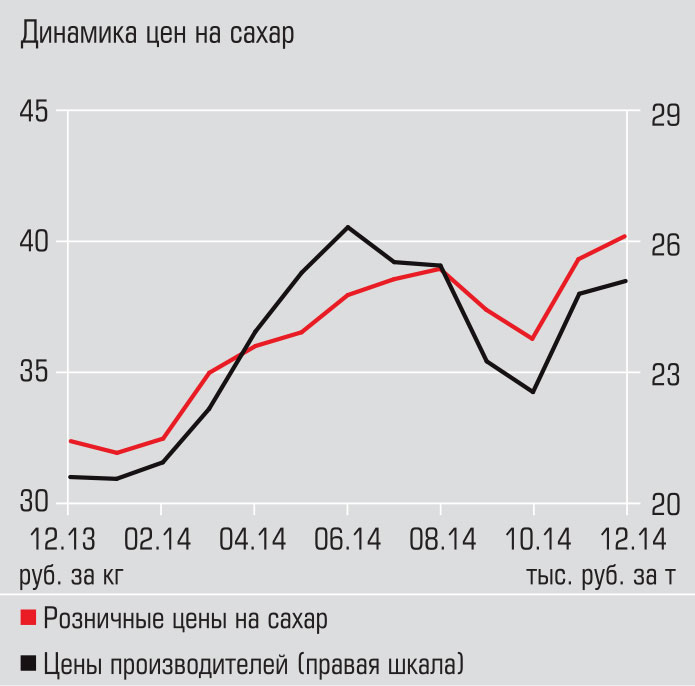 Динамика цен на сахар
45 29
40 26
35 23
30 20
12.13 02.14 04.14 06.14 08.14 10.14 12.14
руб. за кг тыс. руб. за т
Розничные цены на сахар
Цены производителей (правая шкала)